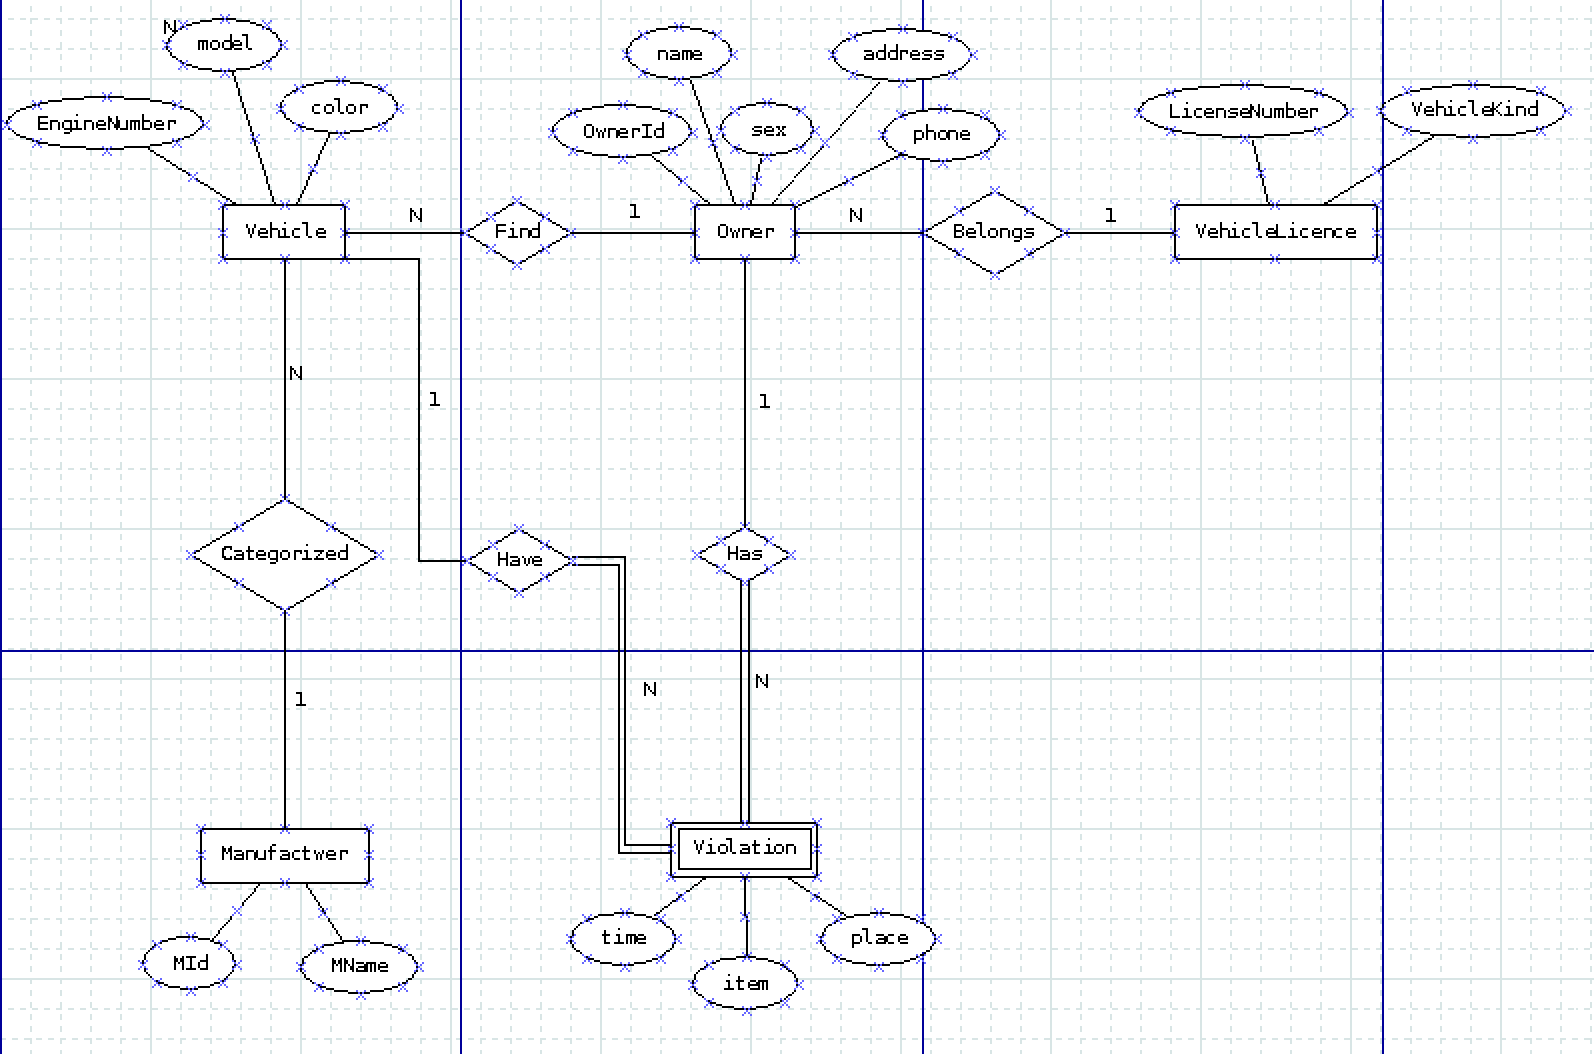 N
model
name
address
EngineNumber
color
OwnerId
sex
phone
LicenseNumber
VehicleKind
Vehicle
N
Find
1
Owner
N
Belongs
1
VehicleLicence
N
1
1
Categorized
Have
Has
1
N
N
Manufactwer
Violation
MId
MName
time
item
place